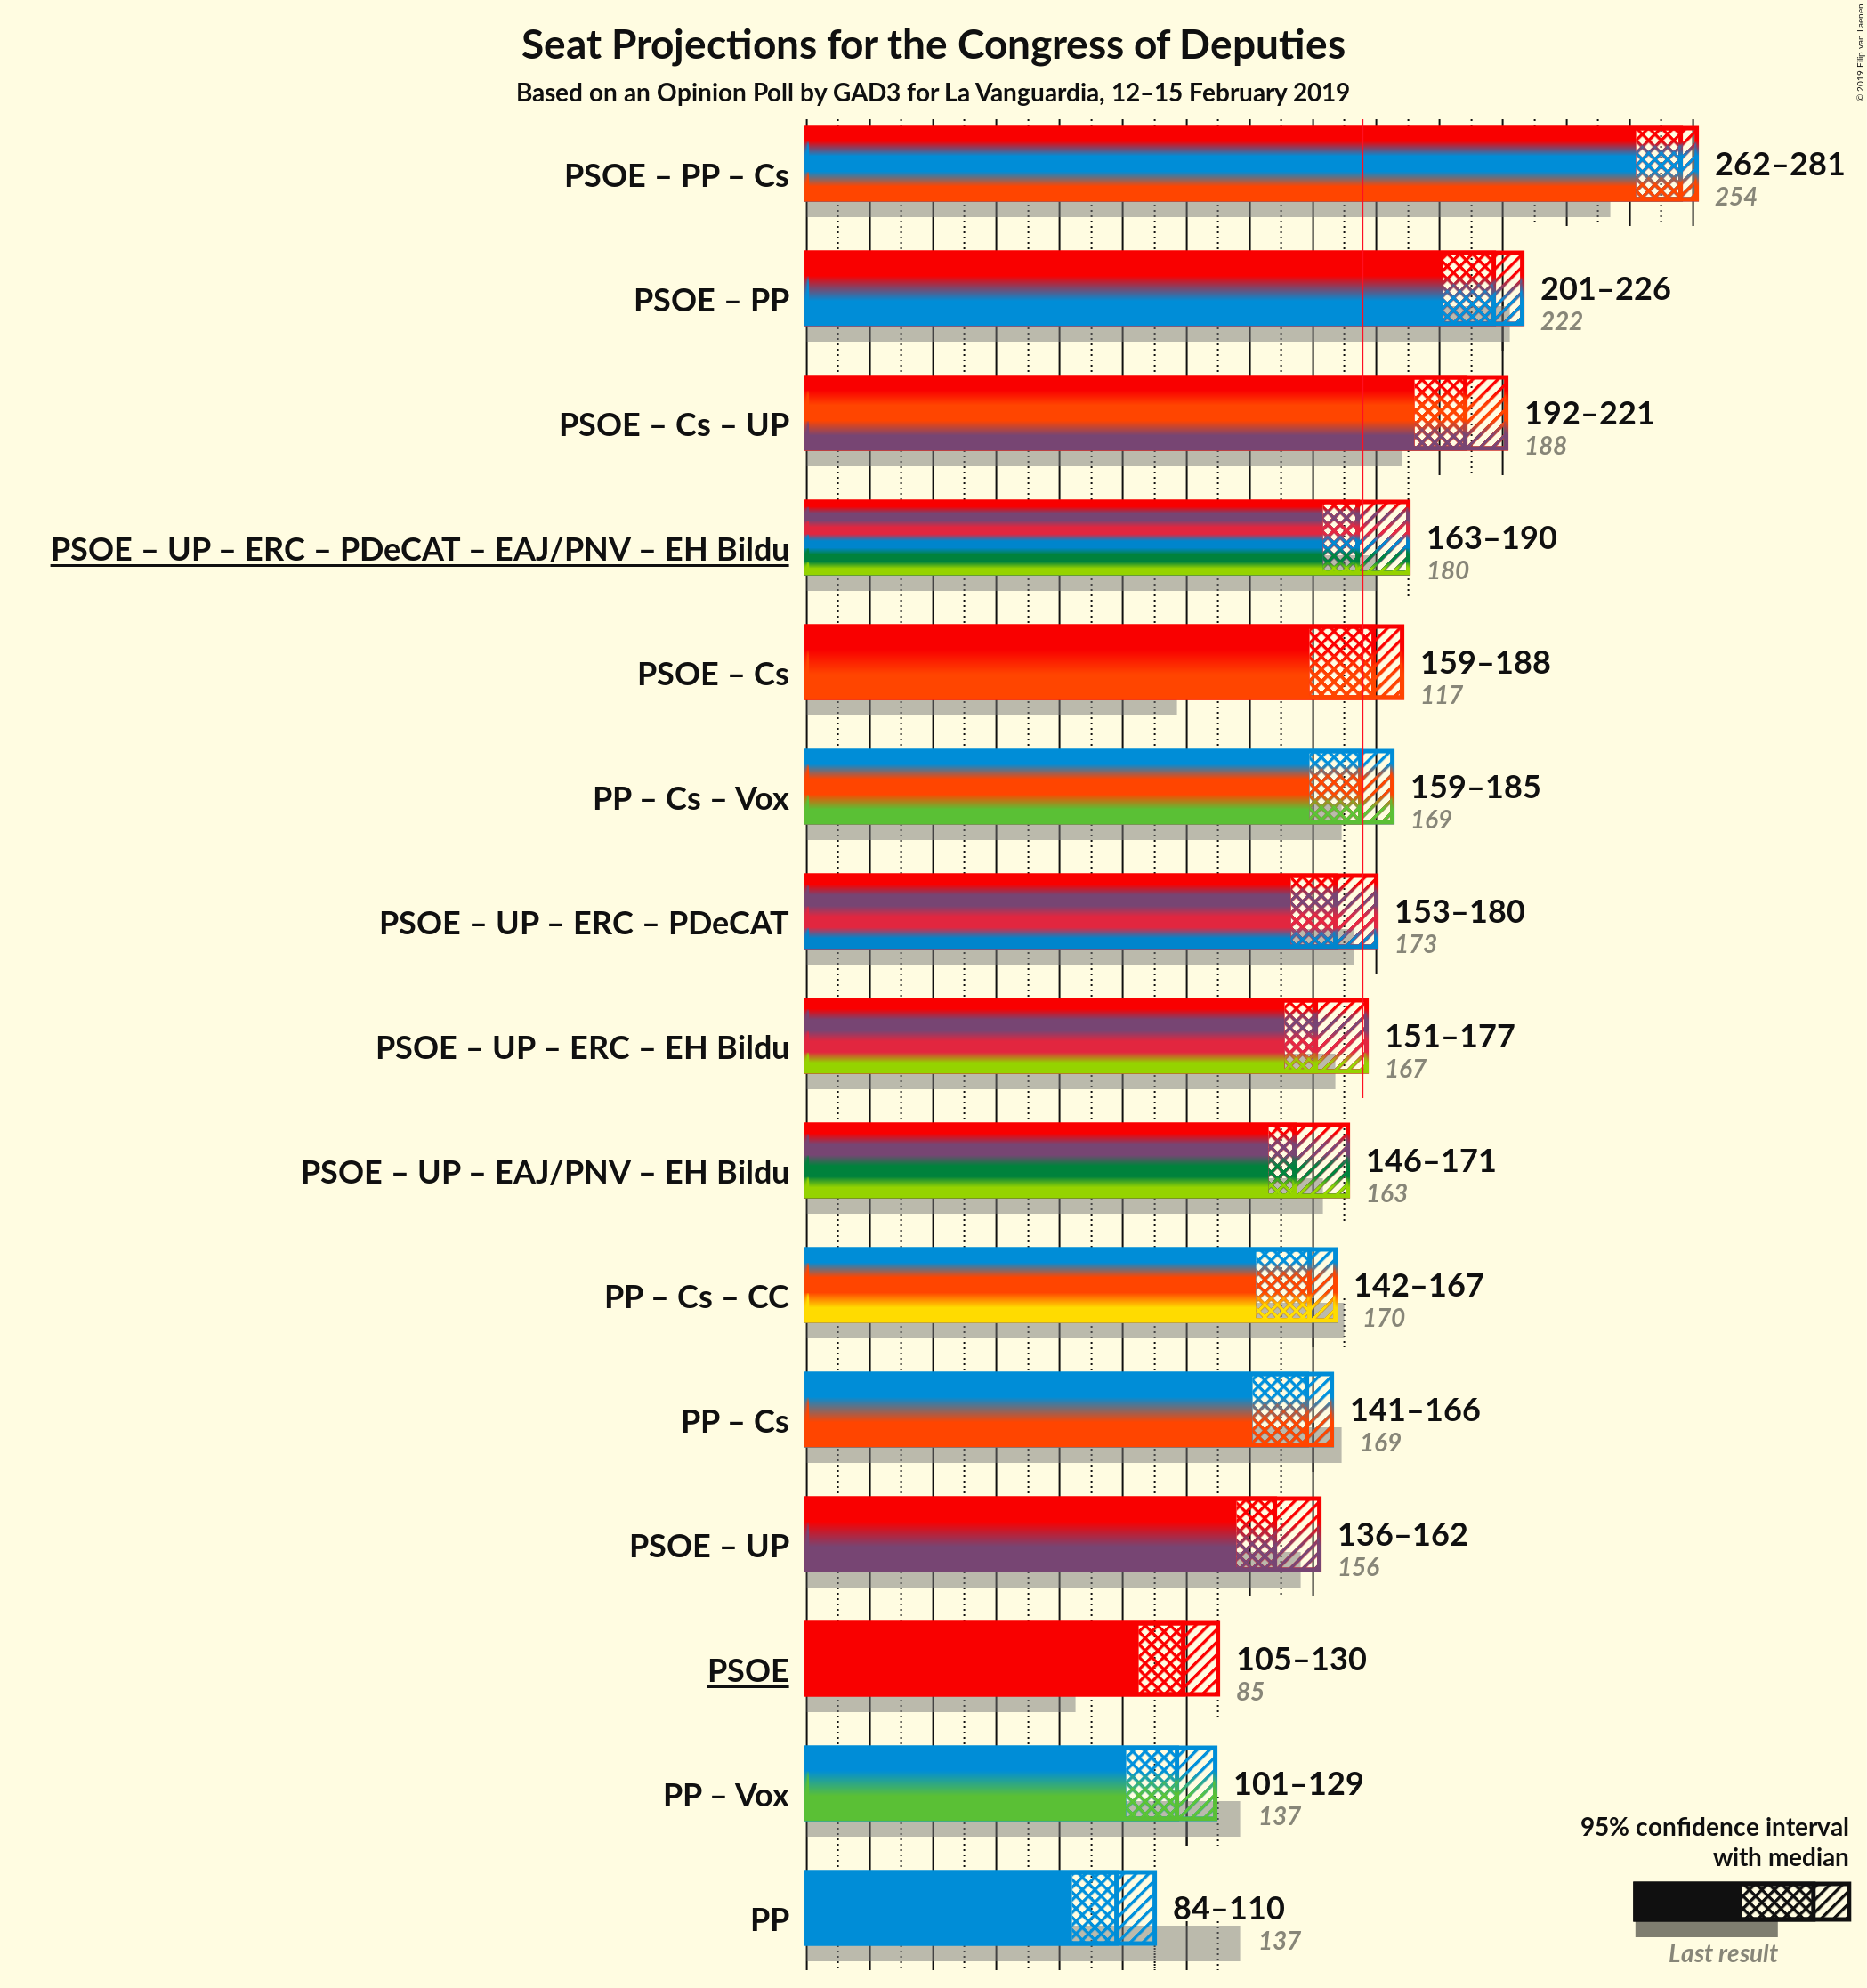 Seat Projections for the Congress of Deputies
Based on an Opinion Poll by GAD3 for La Vanguardia, 12–15 February 2019
© 2019 Filip van Laenen
PSOE – PP – Cs
262–281
254
PSOE – PP
201–226
222
PSOE – Cs – UP
192–221
188
PSOE – UP – ERC – PDeCAT – EAJ/PNV – EH Bildu
163–190
180
PSOE – Cs
159–188
117
PP – Cs – Vox
159–185
169
PSOE – UP – ERC – PDeCAT
153–180
173
PSOE – UP – ERC – EH Bildu
151–177
167
PSOE – UP – EAJ/PNV – EH Bildu
146–171
163
PP – Cs – CC
142–167
170
PP – Cs
141–166
169
PSOE – UP
136–162
156
PSOE
105–130
85
PP – Vox
101–129
137
PP
84–110
137
95% confidence interval
with median
Last result